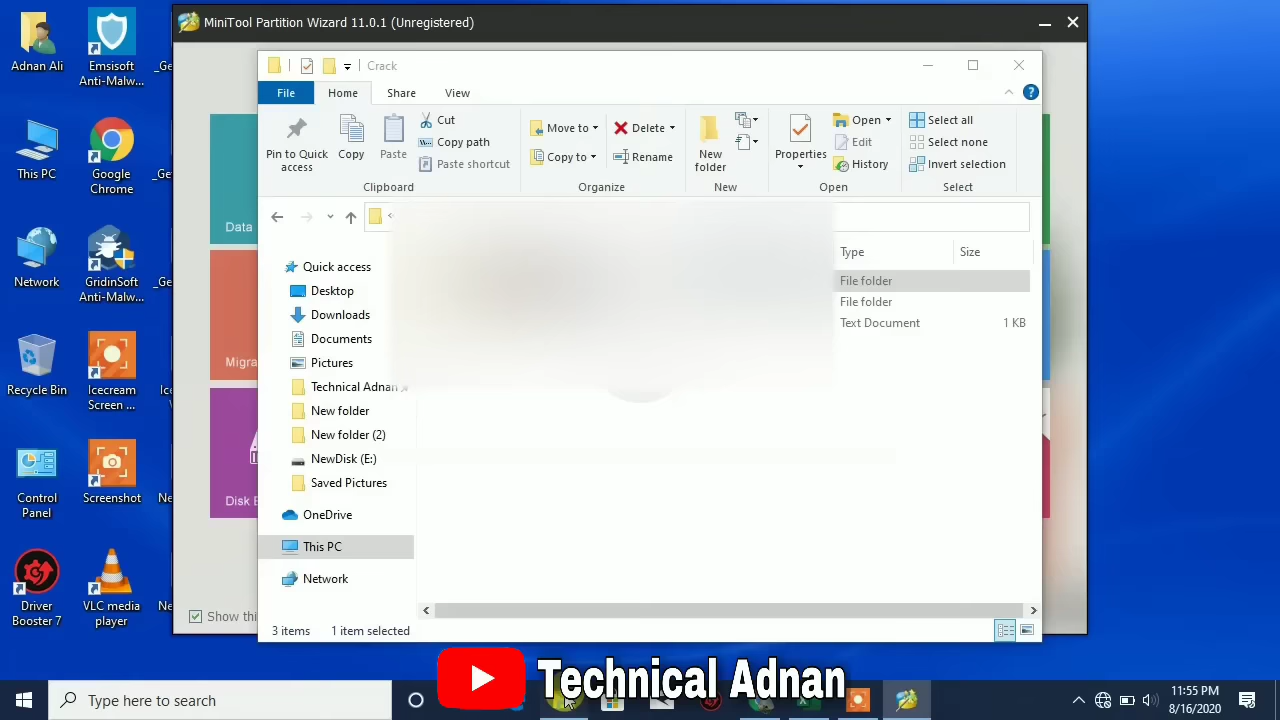 MiniTool Partition Wizard 11.0.1 (Unregistered)
Adnan Ali
Emsisoft
Anti-Malw...
_Ge
This PC
Google
Chrome
_Ge
Network
GridinSoft
Anti-Malw...
_Ge
Recycle Bin
Icecream
Screen ...
Ice
Control
Panel
Screenshot
Ne
Driver
Booster 7
VLC media
player
Ne
Data
Migra
Disk B
Show thi
Crack
File
Home
Share
View
Pin to Quick
access
Copy
Paste
Cut
Copy path
Paste shortcut
Clipboard
Move to
Copy to
Delete
Rename
Organize
New
folder
New
Properties
Open
Edit
History
Open
Select all
Select none
Invert selection
Select
Type
Size
File folder
File folder
Text Document
1 KB
Quick access
Desktop
Downloads
Documents
Pictures
Technical Adnan
New folder
New folder (2)
NewDisk (E:)
Saved Pictures
OneDrive
This PC
Network
3 items
1 item selected
Technical Adnan
Type here to search
11:55 PM
8/16/2020